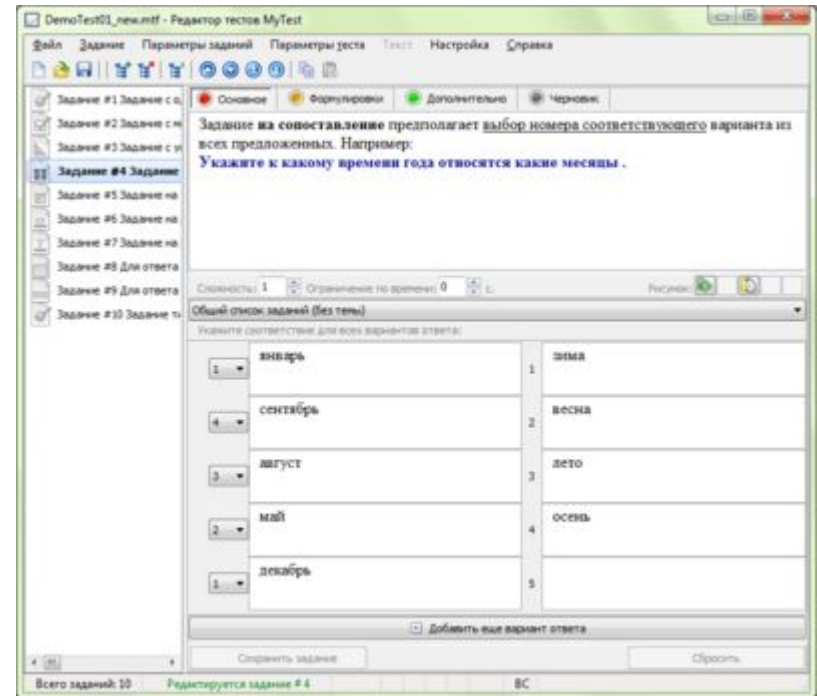 DemoTest01_new.mtf - Редактор тестов MyTest
Файл Задание Параметры заданий Параметры теста Текст Настройка Справка
Задание #1 Задание с о,
Задание #2 Задание с м
Задание #3 Задание с у
Задание #4 Задание
Задание #5 Задание на
Задание #6 Задание на
Задание #7 Задание на
Задание #8 Для ответа
Задание #9 Для ответа
Задание #10 Задание
Основное Формулировки Дополнительно Черновик
Задание на сопоставление предполагает выбор номера соответствующего варианта из
всех предложенных. Например:
Укажите к какому времени года относятся какие месяцы .
Сложность: 1 Ограничение по времени: 0 с. Рисунок:
Общий список заданий (без темы)
Укажите соответствие для всех вариантов ответа:
1 январь 1 зима
4 сентябрь 2 весна
3 август 3 лето
2 май 4 осень
1 декабрь 5
Добавить еще вариант ответа
Сохранить задание Сбросить
Всего заданий: 10 Редактируется задание # 4 ВС